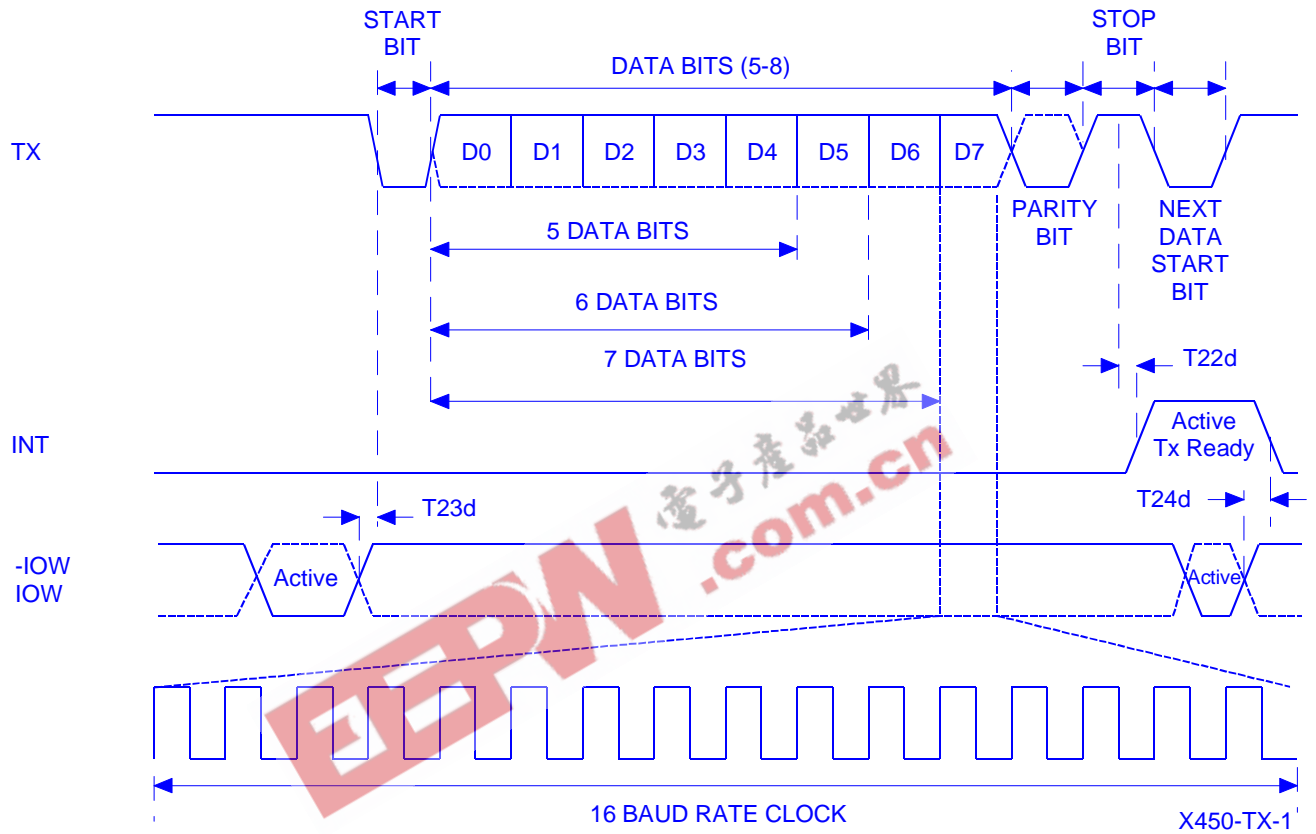 START
BIT
STOP
BIT
DATA BITS (5-8)
TX
D0 D1 D2 D3 D4 D5 D6 D7
PARITY
BIT
NEXT
DATA
START
BIT
5 DATA BITS
6 DATA BITS
7 DATA BITS
T22d
INT
Active
Tx Ready
T23d
T24d
-IOW
IOW
Active
Active
電子產品世界
.com.cn
EEPW
16 BAUD RATE CLOCK
X450-TX-1